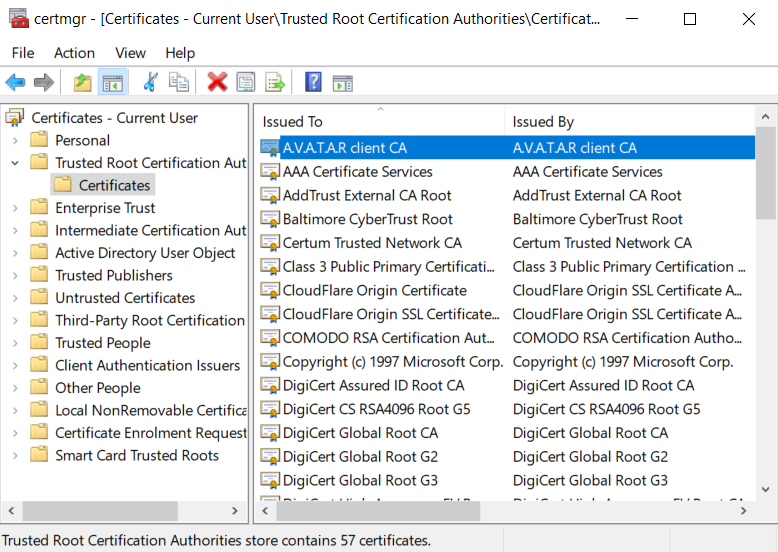 certmgr - [Certificates - Current User\Trusted Root Certification Authorities\Certificat...
File Action View Help
Certificates - Current User
Personal
Trusted Root Certification Aut
Certificates
Enterprise Trust
Intermediate Certification Aut
Active Directory User Object
Trusted Publishers
Untrusted Certificates
Third-Party Root Certification
Trusted People
Client Authentication Issuers
Other People
Local NonRemovable Certifica
Certificate Enrolment Request
Smart Card Trusted Roots
Issued To Issued By
A.V.A.T.A.R client CA A.V.A.T.A.R client CA
AAA Certificate Services AAA Certificate Services
AddTrust External CA Root AddTrust External CA Root
Baltimore CyberTrust Root Baltimore CyberTrust Root
Certum Trusted Network CA Certum Trusted Network CA
Class 3 Public Primary Certificati... Class 3 Public Primary Certification ...
CloudFlare Origin Certificate CloudFlare Origin SSL Certificate A...
CloudFlare Origin SSL Certificate... CloudFlare Origin SSL Certificate A...
COMODO RSA Certification Aut... COMODO RSA Certification Autho...
Copyright (c) 1997 Microsoft Corp. Copyright (c) 1997 Microsoft Corp.
DigiCert Assured ID Root CA DigiCert Assured ID Root CA
DigiCert CS RSA4096 Root G5 DigiCert CS RSA4096 Root G5
DigiCert Global Root CA DigiCert Global Root CA
DigiCert Global Root G2 DigiCert Global Root G2
DigiCert Global Root G3 DigiCert Global Root G3
Trusted Root Certification Authorities store contains 57 certificates.